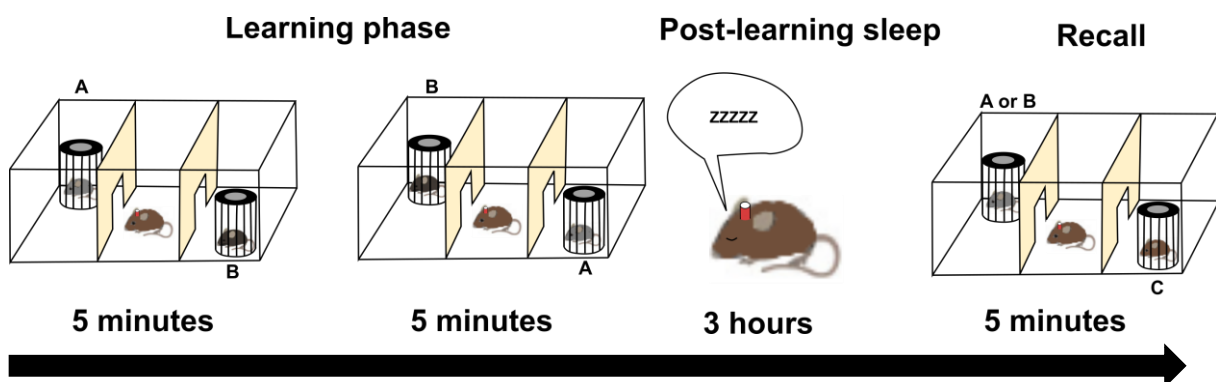 Learning phase
Post-learning sleep
Recall
A
B
B
A
zzzzz
A or B
C
5 minutes
5 minutes
3 hours
5 minutes